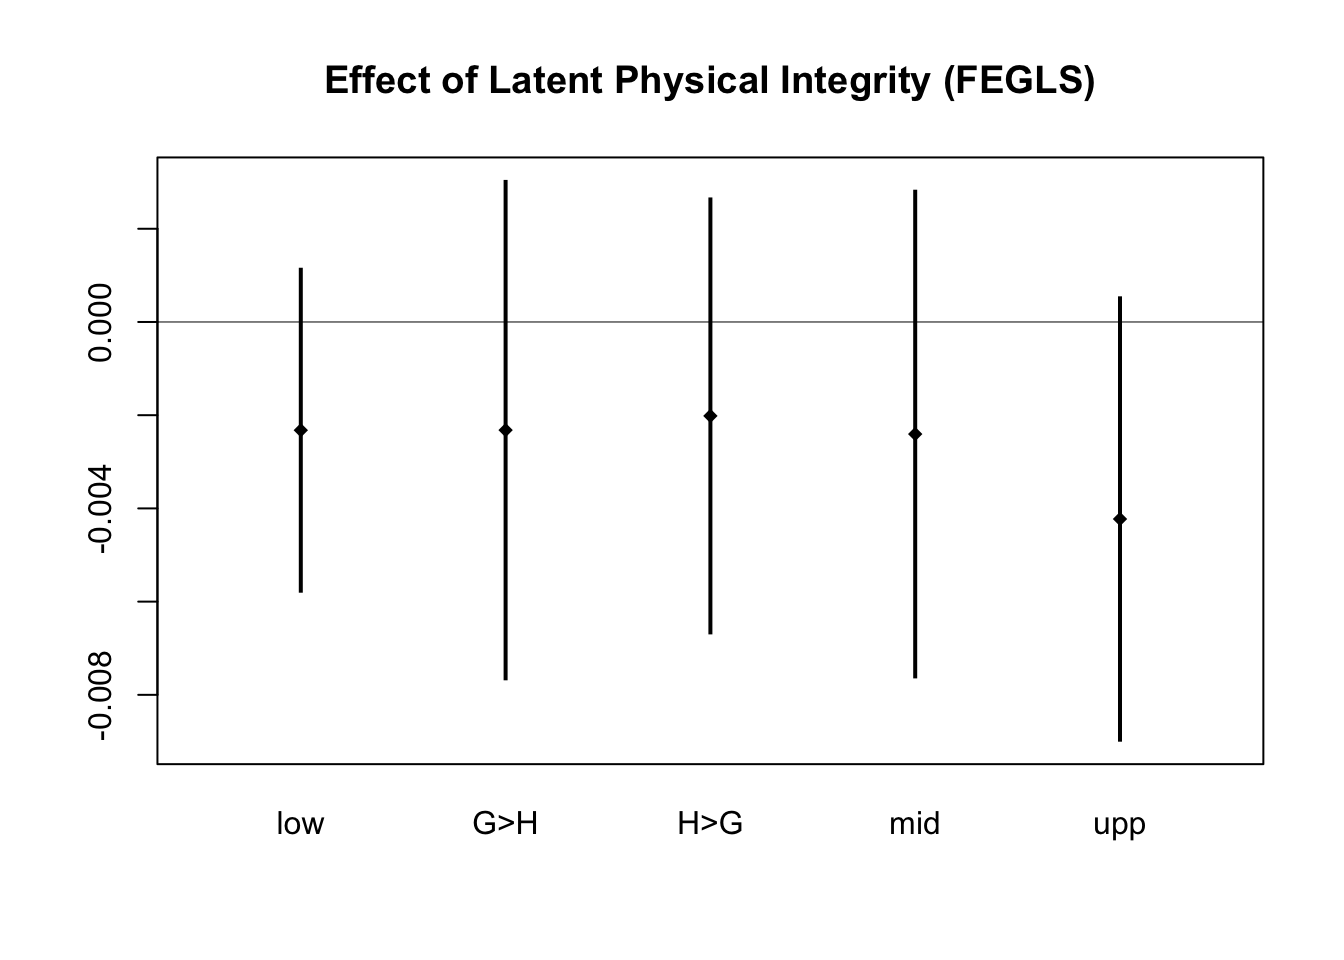 Effect of Latent Physical Integrity (FEGLS)
0.000
-0.004
-0.008
low G>H H>G mid upp